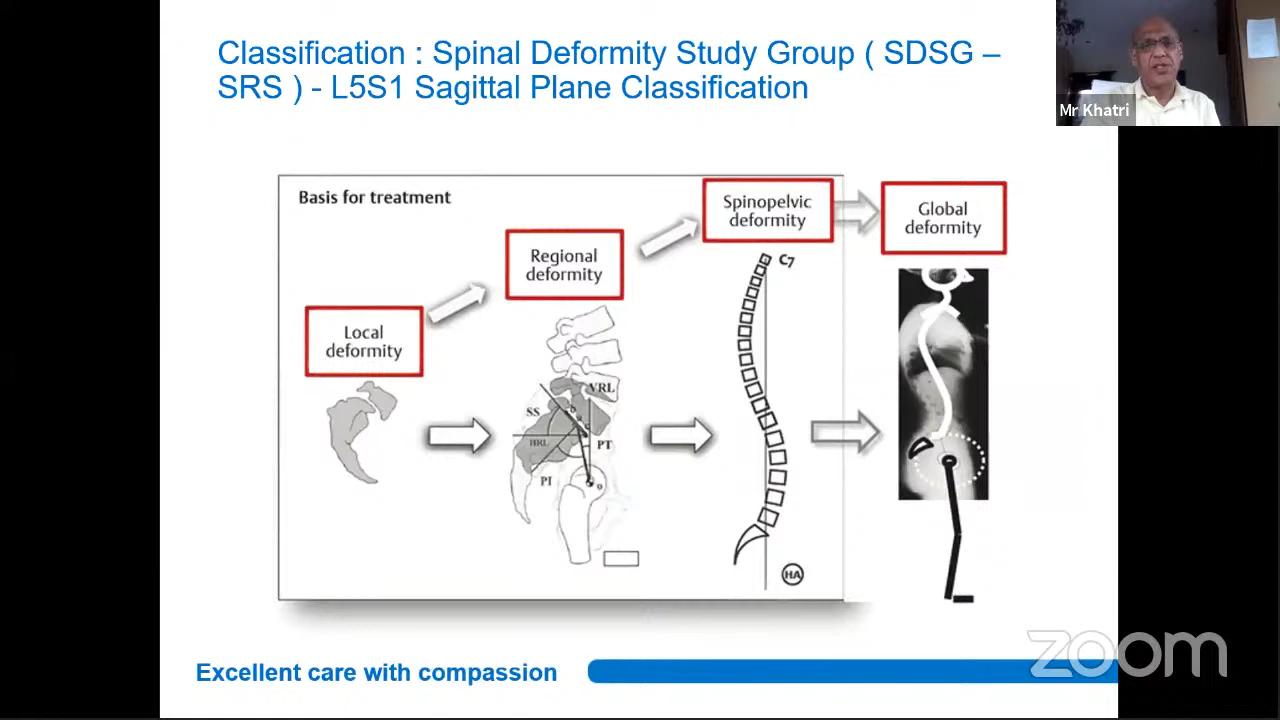 Classification : Spinal Deformity Study Group ( SDSG –
SRS ) - L5S1 Sagittal Plane Classification
Mr Khatri
Basis for treatment
Local
deformity
Regional
deformity
Spinopelvic
deformity
Global
deformity
C7
VRL
SS
HRL
PT
PI
o
HA
Excellent care with compassion
zoom